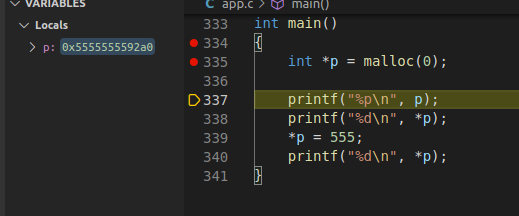 VARIABLES
Locals
p: 0x5555555592a0
C app.c > main()
333 int main()
334 {
335 int *p = malloc(0);
336
337 printf("%p\n", p);
338 printf("%d\n", *p);
339 *p = 555;
340 printf("%d\n", *p);
341 }